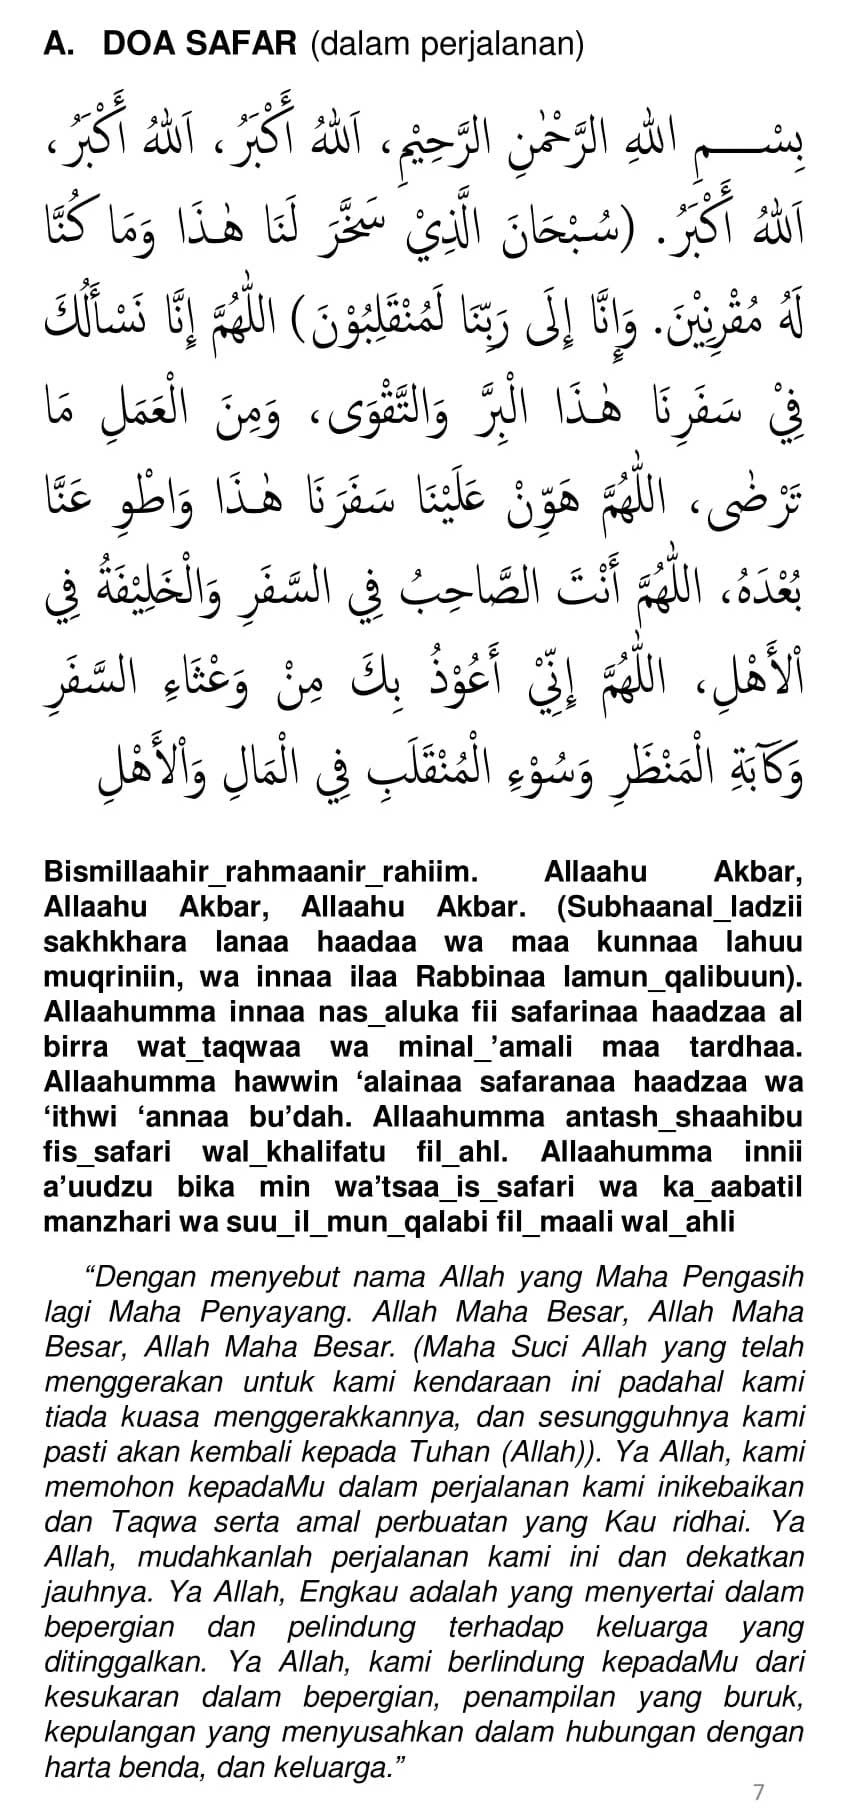 A. DOA SAFAR (dalam perjalanan)
بِسْــــمِ اللهِ الرَّحْمٰنِ الرَّحِيْمِ، اَللهُ أَكْبَرُ، اَللهُ أَكْبَرُ،
اَللهُ أَكْبَرُ. (سُبْحَانَ الَّذِيْ سَخَّرَ لَنَا هٰذَا وَمَا كُنَّا
لَهُ مُقْرِنِيْنَ. وَإِنَّا إِلَى رَبِّنَا لَمُنْقَلِبُوْنَ) اللّٰهُمَّ إِنَّا نَسْأَلُكَ
فِيْ سَفَرِنَا هٰذَا الْبِرَّ وَالتَّقْوَى، وَمِنَ الْعَمَلِ مَا
تَرْضٰى، اللّٰهُمَّ هَوِّنْ عَلَيْنَا سَفَرَنَا هٰذَا وَاطْوِ عَنَّا
بُعْدَهُ، اللّٰهُمَّ أَنْتَ الصَّاحِبُ فِي السَّفَرِ وَالْخَلِيْفَةُ فِي
الْأَهْلِ، اللّٰهُمَّ إِنِّيْ أَعُوْذُ بِكَ مِنْ وَعْثَاءِ السَّفَرِ
وَكَآبَةِ الْمَنْظَرِ وَسُوْءِ الْمُنْقَلَبِ فِي الْمَالِ وَالْأَهْلِ
Bismillaahir_rahmaanir_rahiim. Allaahu Akbar,
Allaahu Akbar, Allaahu Akbar. (Subhaanal_ladzii
sakhkhara lanaa haadaa wa maa kunnaa lahuu
muqriniin, wa innaa ilaa Rabbinaa lamun_qalibuun).
Allaahumma innaa nas_aluka fii safarinaa haadzaa al
birra wat_taqwaa wa minal_’amali maa tardhaa.
Allaahumma hawwin ‘alainaa safaranaa haadzaa wa
‘ithwi ‘annaa bu’dah. Allaahumma antash_shaahibu
fis_safari wal_khalifatu fil_ahl. Allaahumma innii
a’uudzu bika min wa’tsaa_is_safari wa ka_aabatil
manzhari wa suu_il_mun_qalabi fil_maali wal_ahli
“Dengan menyebut nama Allah yang Maha Pengasih
lagi Maha Penyayang. Allah Maha Besar, Allah Maha
Besar, Allah Maha Besar. (Maha Suci Allah yang telah
menggerakan untuk kami kendaraan ini padahal kami
tiada kuasa menggerakkannya, dan sesungguhnya kami
pasti akan kembali kepada Tuhan (Allah)). Ya Allah, kami
memohon kepadaMu dalam perjalanan kami inikebaikan
dan Taqwa serta amal perbuatan yang Kau ridhai. Ya
Allah, mudahkanlah perjalanan kami ini dan dekatkan
jauhnya. Ya Allah, Engkau adalah yang menyertai dalam
bepergian dan pelindung terhadap keluarga yang
ditinggalkan. Ya Allah, kami berlindung kepadaMu dari
kesukaran dalam bepergian, penampilan yang buruk,
kepulangan yang menyusahkan dalam hubungan dengan
harta benda, dan keluarga.”
7